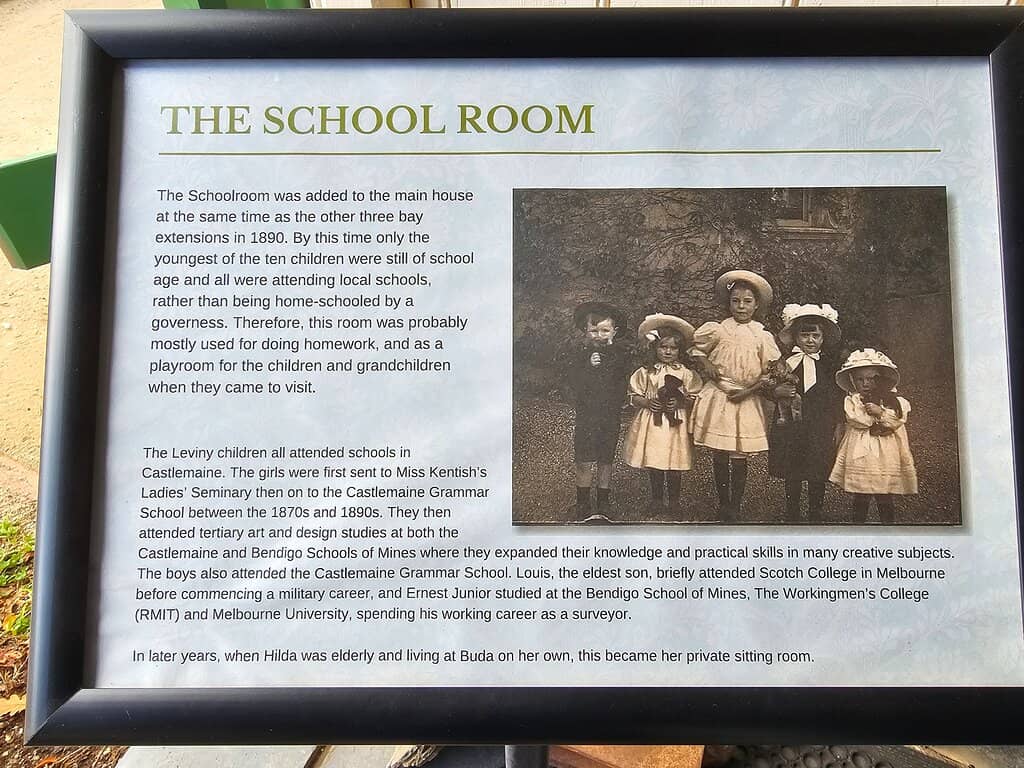 THE SCHOOL ROOM
The Schoolroom was added to the main house
at the same time as the other three bay
extensions in 1890. By this time only the
youngest of the ten children were still of school
age and all were attending local schools,
rather than being home-schooled by a
governess. Therefore, this room was probably
mostly used for doing homework, and as a
playroom for the children and grandchildren
when they came to visit.
The Leviny children all attended schools in
Castlemaine. The girls were first sent to Miss Kentish's
Ladies' Seminary then on to the Castlemaine Grammar
School between the 1870s and 1890s. They then
attended tertiary art and design studies at both the
Castlemaine and Bendigo Schools of Mines where they expanded their knowledge and practical skills in many creative subjects.
The boys also attended the Castlemaine Grammar School. Louis, the eldest son, briefly attended Scotch College in Melbourne
before commencing a military career, and Ernest Junior studied at the Bendigo School of Mines, The Workingmen's College
(RMIT) and Melbourne University, spending his working career as a surveyor.
In later years, when Hilda was elderly and living at Buda on her own, this became her private sitting room.